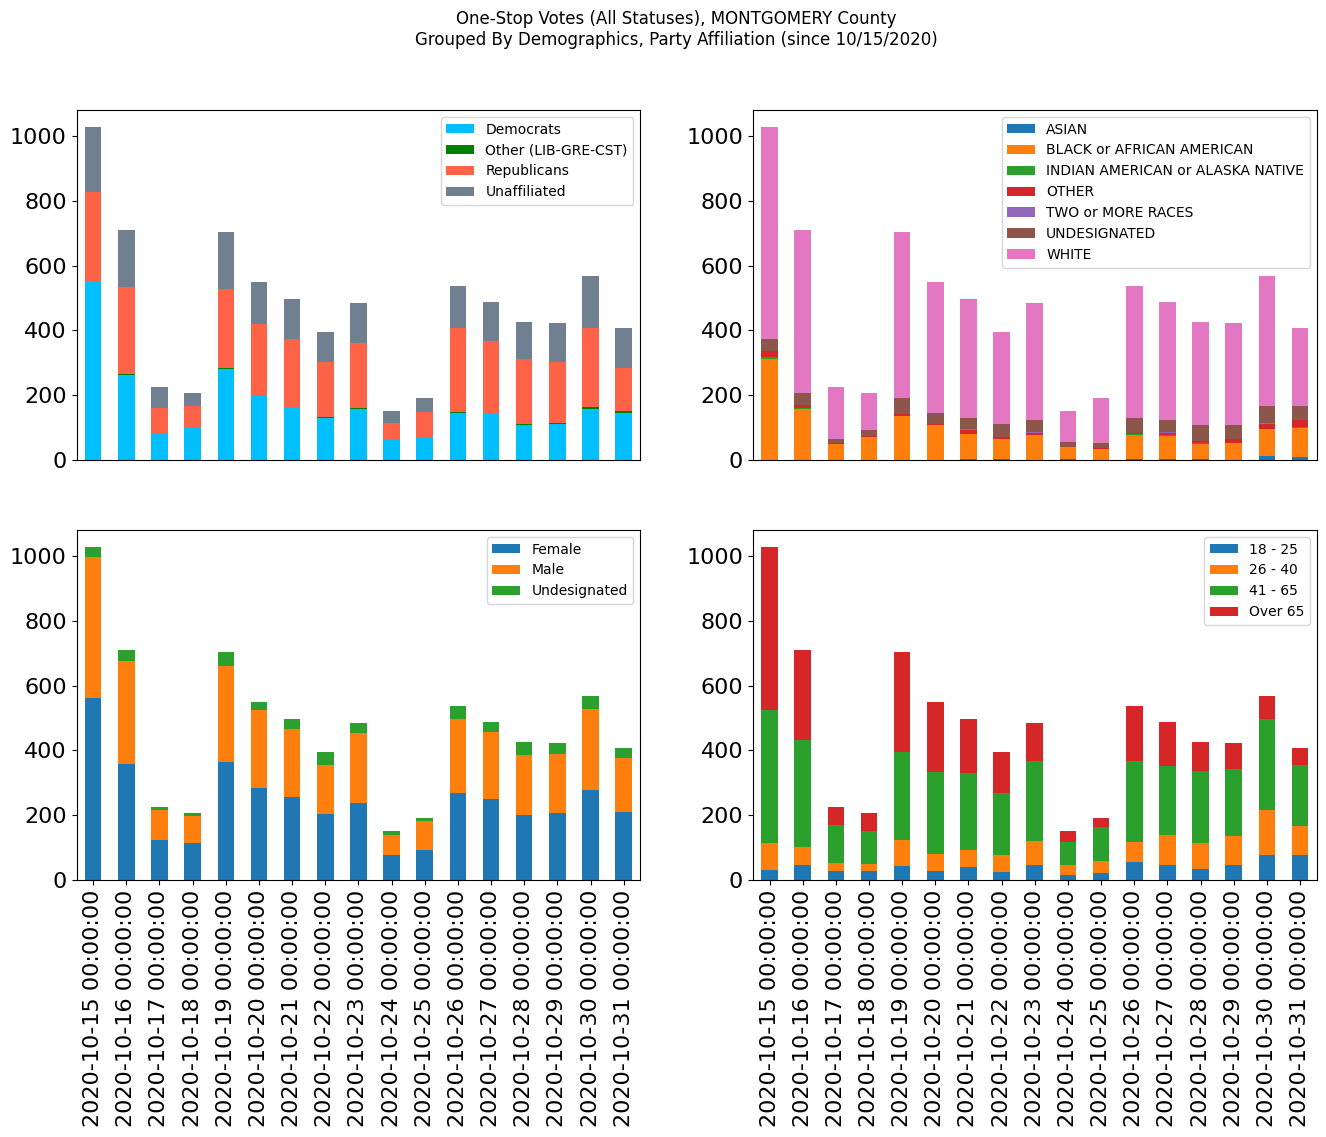 One-Stop Votes (All Statuses), MONTGOMERY County
Grouped By Demographics, Party Affiliation (since 10/15/2020)
1000
800
600
400
200
0
Democrats
Other (LIB-GRE-CST)
Republicans
Unaffiliated
1000
800
600
400
200
0
ASIAN
BLACK or AFRICAN AMERICAN
INDIAN AMERICAN or ALASKA NATIVE
OTHER
TWO or MORE RACES
UNDESIGNATED
WHITE
1000
800
600
400
200
0
Female
Male
Undesignated
2020-10-15 00:00:00
2020-10-16 00:00:00
2020-10-17 00:00:00
2020-10-18 00:00:00
2020-10-19 00:00:00
2020-10-20 00:00:00
2020-10-21 00:00:00
2020-10-22 00:00:00
2020-10-23 00:00:00
2020-10-24 00:00:00
2020-10-25 00:00:00
2020-10-26 00:00:00
2020-10-27 00:00:00
2020-10-28 00:00:00
2020-10-29 00:00:00
2020-10-30 00:00:00
2020-10-31 00:00:00
1000
800
600
400
200
0
18 - 25
26 - 40
41 - 65
Over 65
2020-10-15 00:00:00
2020-10-16 00:00:00
2020-10-17 00:00:00
2020-10-18 00:00:00
2020-10-19 00:00:00
2020-10-20 00:00:00
2020-10-21 00:00:00
2020-10-22 00:00:00
2020-10-23 00:00:00
2020-10-24 00:00:00
2020-10-25 00:00:00
2020-10-26 00:00:00
2020-10-27 00:00:00
2020-10-28 00:00:00
2020-10-29 00:00:00
2020-10-30 00:00:00
2020-10-31 00:00:00